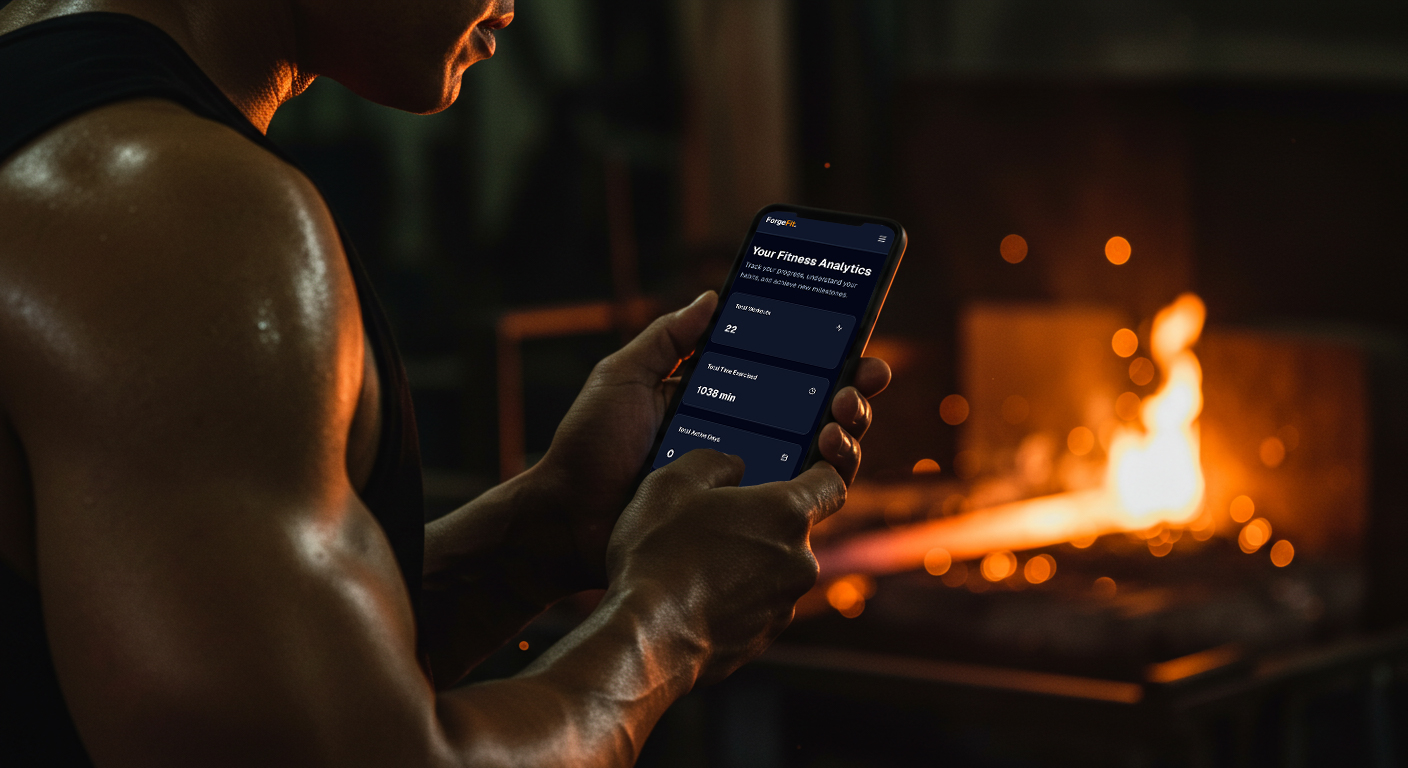 ForgeFit.
Your Fitness Analytics
Track your progress, understand your
habits, and achieve new milestones.
Total Workouts
22
Total Time Exercised
1038 min
Total Active Days
0